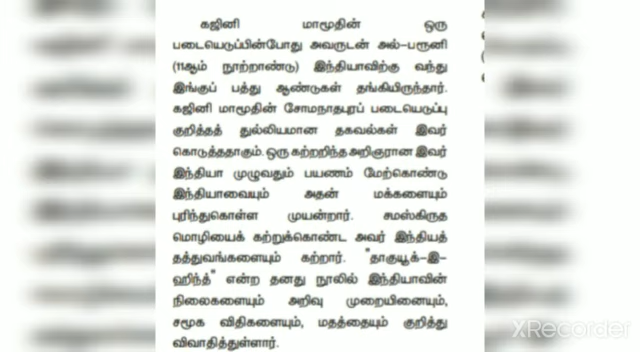 கஜினி மாமூதின் ஒரு
படையெடுப்பின்போது அவருடன் அல்-பரூனி
(11ஆம் நூற்றாண்டு) இந்தியாவிற்கு வந்து
இங்குப் பத்து ஆண்டுகள் தங்கியிருந்தார்.
கஜினி மாமூதின் சோமநாதபுரப் படையெடுப்பு
குறித்தத் துல்லியமான தகவல்கள் இவர்
கொடுத்ததாகும். ஒரு கற்றறிந்த அறிஞரான இவர்
இந்தியா முழுவதும் பயணம் மேற்கொண்டு
இந்தியாவையும் அதன் மக்களையும்
புரிந்துகொள்ள முயன்றார். சமஸ்கிருத
மொழியைக் கற்றுக்கொண்ட அவர் இந்தியத்
தத்துவங்களையும் கற்றார். "தாகுயூக்-இ-
ஹிந்த்" என்ற தனது நூலில் இந்தியாவின்
நிலைகளையும் அறிவு முறையினையும்,
சமூக விதிகளையும், மதத்தையும் குறித்து
விவாதித்துள்ளார்.
XRecorder